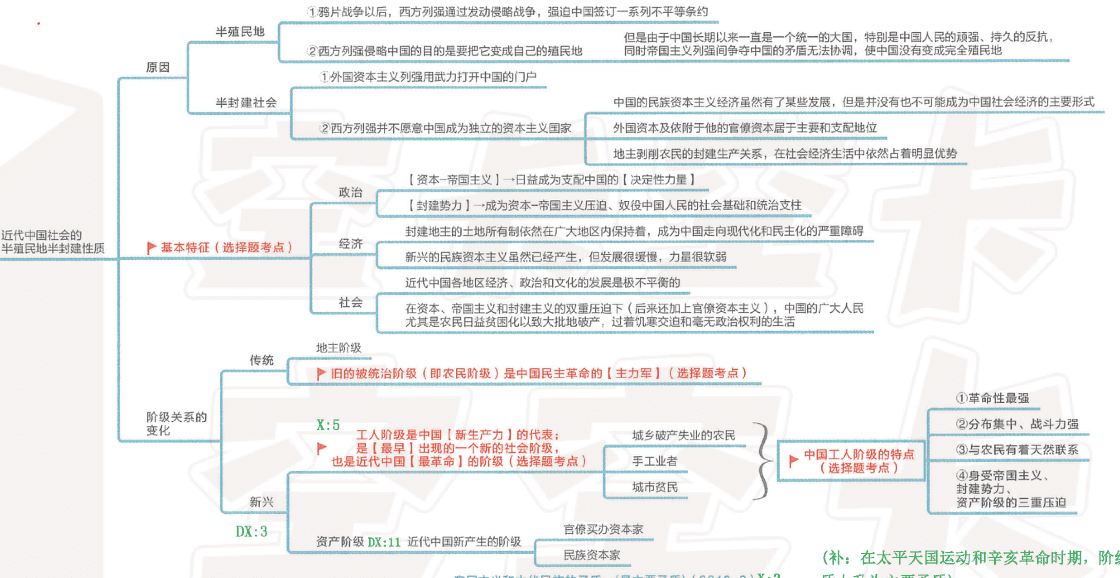 ①鸦片战争以后，西方列强通过发动侵略战争，强迫中国签订一系列不平等条约
半殖民地
②西方列强侵略中国的目的是要把它变成自己的殖民地
但是由于中国长期以来一直是一个统一的大国，特别是中国人民的顽强、持久的反抗，
同时帝国主义列强间争夺中国的矛盾无法协调，使中国没有变成完全殖民地
原因
①外国资本主义列强用武力打开中国的门户
半封建社会
②西方列强并不愿意中国成为独立的资本主义国家
中国的民族资本主义经济虽然有了某些发展，但是并没有也不可能成为中国社会经济的主要形式
外国资本及依附于他的官僚资本居于主要和支配地位
地主剥削农民的封建生产关系，在社会经济生活中依然占着明显优势
近代中国社会的
半殖民地半封建性质
基本特征（选择题考点）
政治
【资本-帝国主义】→日益成为支配中国的【决定性力量】
【封建势力】→成为资本-帝国主义压迫、奴役中国人民的社会基础和统治支柱
经济
封建地主的土地所有制依然在广大地区内保持着，成为中国走向现代化和民主化的严重障碍
新兴的民族资本主义虽然已经产生，但发展很缓慢，力量很软弱
社会
近代中国各地区经济、政治和文化的发展是极不平衡的
在资本、帝国主义和封建主义的双重压迫下（后来还加上官僚资本主义），中国的广大人民
尤其是农民日益贫困化以致大批地破产，过着饥寒交迫和毫无政治权利的生活
阶级关系的
变化
传统
地主阶级
旧的被统治阶级（即农民阶级）是中国民主革命的【主力军】（选择题考点）
X:5
工人阶级是中国【新生产力】的代表；
是【最早】出现的一个新的社会阶级，
也是近代中国【最革命】的阶级（选择题考点）
城乡破产失业的农民
手工业者
城市贫民
中国工人阶级的特点
（选择题考点）
①革命性最强
②分布集中、战斗力强
③与农民有着天然联系
④身受帝国主义、
封建势力、
资产阶级的三重压迫
新兴
DX:3
资产阶级 DX:11 近代中国新产生的阶级
官僚买办资本家
民族资本家
（补：在太平天国运动和辛亥革命时期，阶级